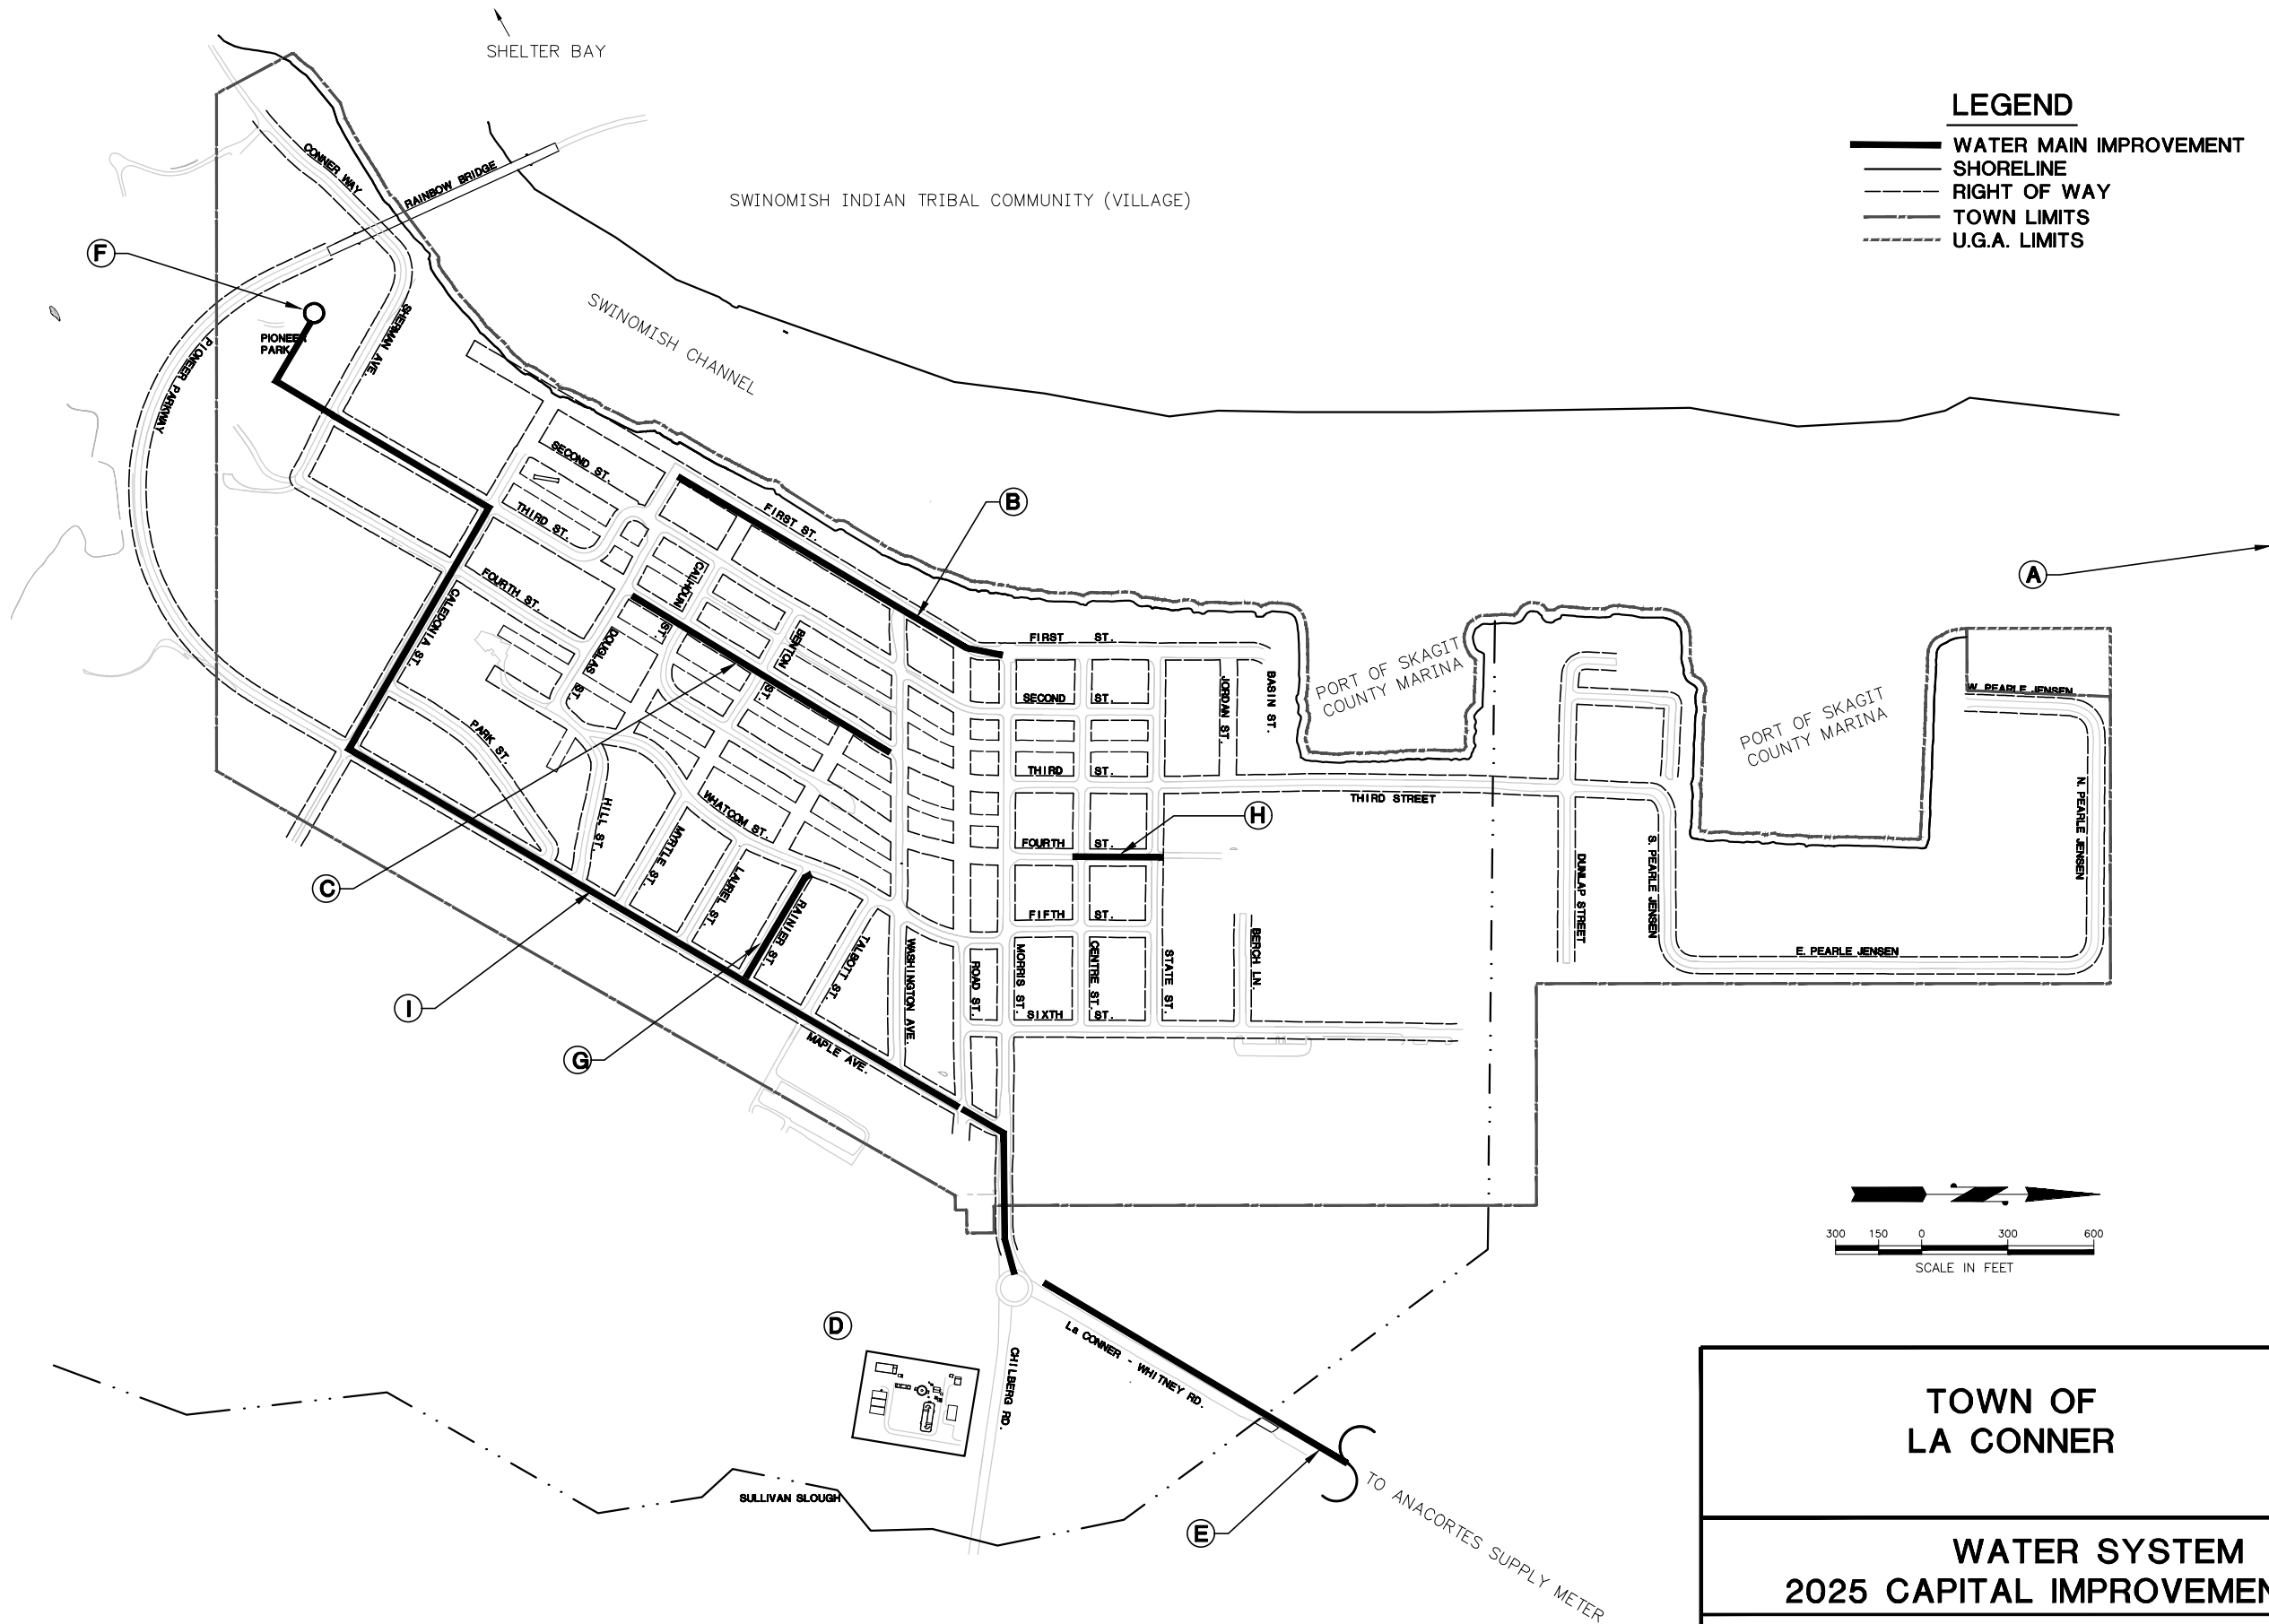 SHELTER BAY
LEGEND
WATER MAIN IMPROVEMENT
SHORELINE
RIGHT OF WAY
TOWN LIMITS
U.G.A. LIMITS
CONNER WAY
RAINBOW BRIDGE
SWINOMISH INDIAN TRIBAL COMMUNITY (VILLAGE)
F
SWINOMISH CHANNEL
PIONEER
PARK
SHERMAN AVE.
PIONEER PARKWAY
SECOND ST.
THIRD ST.
FIRST ST.
B
A
FOURTH ST.
CALEDONIA ST.
CALHOUN
ST.
DOUGLAS
ST.
BENTON
ST.
FIRST ST.
SECOND ST.
THIRD ST.
FOURTH ST.
FIFTH ST.
SIXTH ST.
JORDAN ST.
BASIN ST.
PORT OF SKAGIT
COUNTY MARINA
PORT OF SKAGIT
COUNTY MARINA
W. PEARLE JENSEN
N. PEARLE JENSEN
THIRD STREET
H
PARK ST.
HILL ST.
WHATCOM ST.
MYRTLE ST.
LAUREL ST.
RAINIER ST.
TALBOTT ST.
WASHINGTON AVE.
ROAD ST.
MORRIS ST.
CENTRE ST.
STATE ST.
BERCH LN.
DUNLAP STREET
S. PEARLE JENSEN
E. PEARLE JENSEN
C
I
G
MAPLE AVE.
300 150 0 300 600
SCALE IN FEET
D
La CONNER - WHITNEY RD.
CHILBERG RD.
SULLIVAN SLOUGH
E
TO ANACORTES SUPPLY METER
TOWN OF
LA CONNER
WATER SYSTEM
2025 CAPITAL IMPROVEMEN